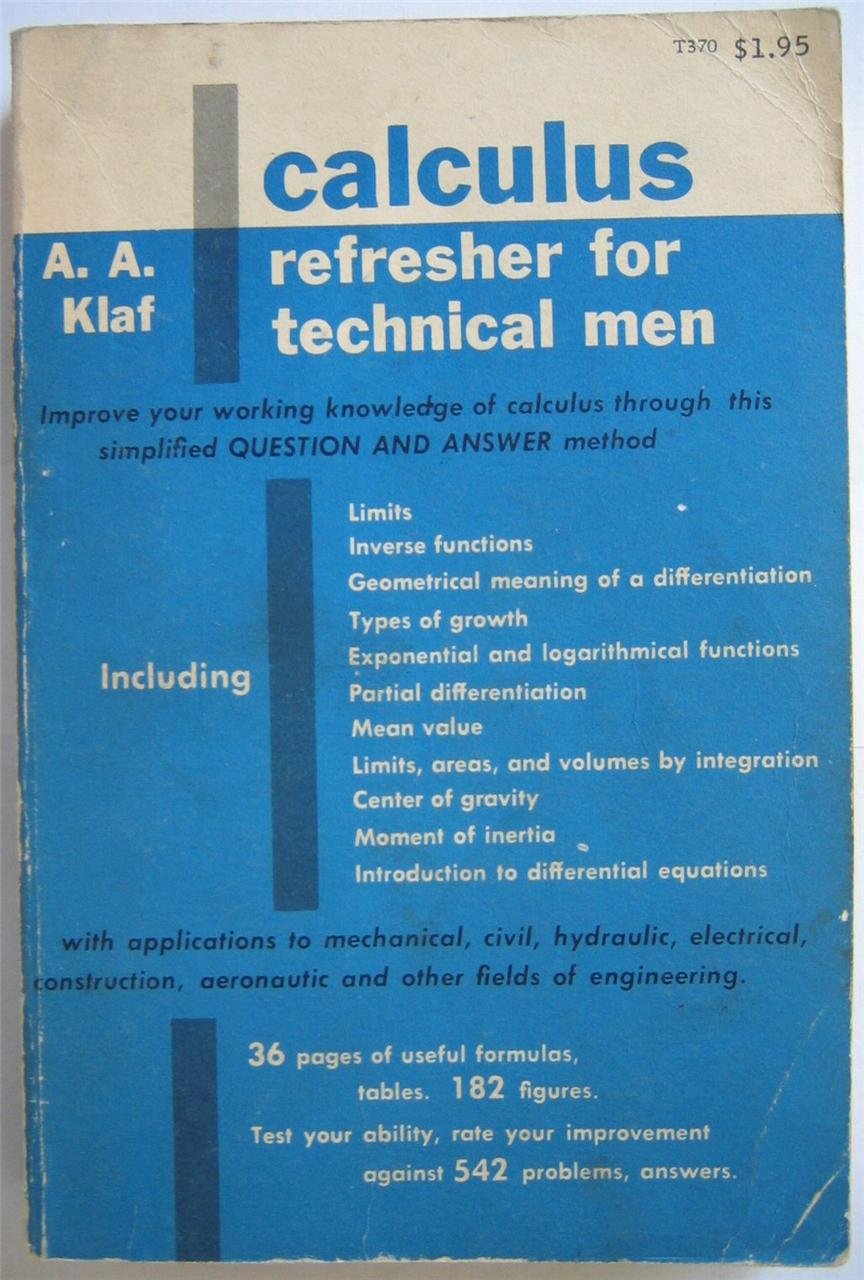 T370 $1.95
calculus
A. A.
Klaf
refresher for
technical men
Improve your working knowledge of calculus through this
simplified QUESTION AND ANSWER method
Including
Limits
Inverse functions
Geometrical meaning of a differentiation
Types of growth
Exponential and logarithmical functions
Partial differentiation
Mean value
Limits, areas, and volumes by integration
Center of gravity
Moment of inertia
Introduction to differential equations
with applications to mechanical, civil, hydraulic, electrical,
construction, aeronautic and other fields of engineering.
36 pages of useful formulas,
tables. 182 figures.
Test your ability, rate your improvement
against 542 problems, answers.